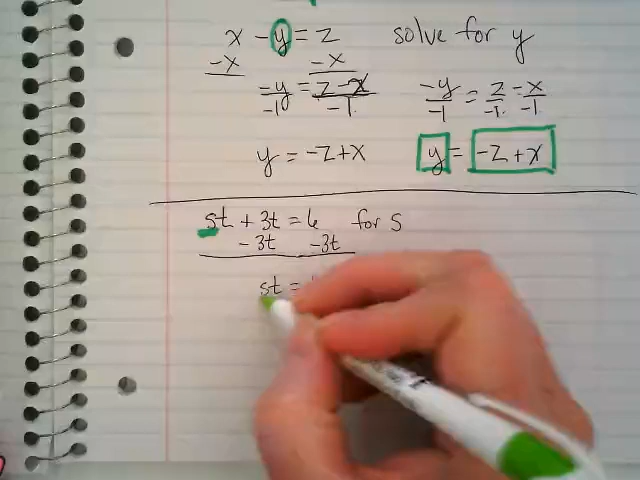 x - y = z solve for y
-x -x
-y/-1 = z - x/-1 -y/-1 = z/-1 - x/-1
y = -z + x y = -z + x
st + 3t = 6 for s
- 3t - 3t
st =